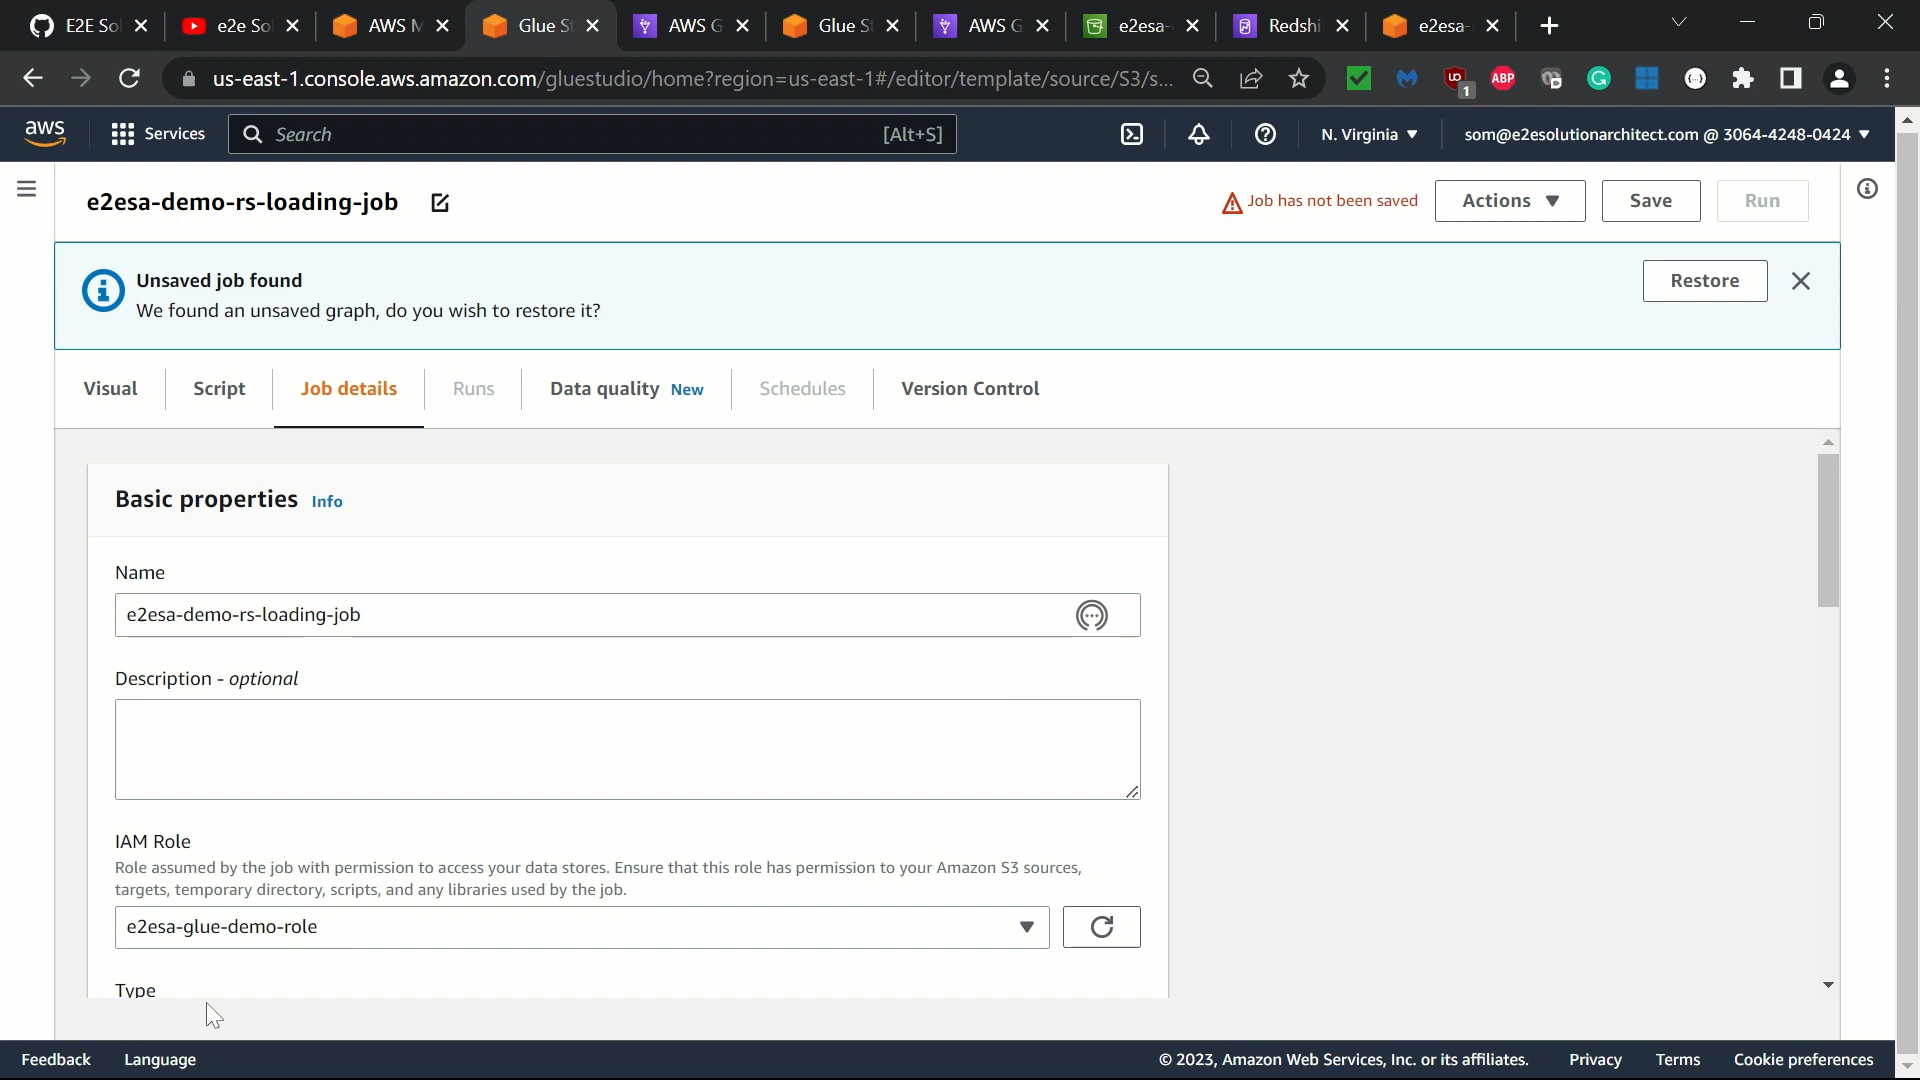 E2E Sol
e2e Sol
AWS M
Glue S
AWS G
Glue St
AWS G
e2esa-
Redshi
e2esa-
us-east-1.console.aws.amazon.com/gluestudio/home?region=us-east-1#/editor/template/source/S3/s...
1
ABP
aws
Services
Search
[Alt+S]
N. Virginia
som@e2esolutionarchitect.com @ 3064-4248-0424
e2esa-demo-rs-loading-job
Job has not been saved
Actions
Save
Run
Unsaved job found
We found an unsaved graph, do you wish to restore it?
Restore
Visual
Script
Job details
Runs
Data quality New
Schedules
Version Control
Basic properties Info
Name
e2esa-demo-rs-loading-job
Description - optional
IAM Role
Role assumed by the job with permission to access your data stores. Ensure that this role has permission to your Amazon S3 sources,
targets, temporary directory, scripts, and any libraries used by the job.
e2esa-glue-demo-role
Type
Feedback
Language
© 2023, Amazon Web Services, Inc. or its affiliates.
Privacy
Terms
Cookie preferences